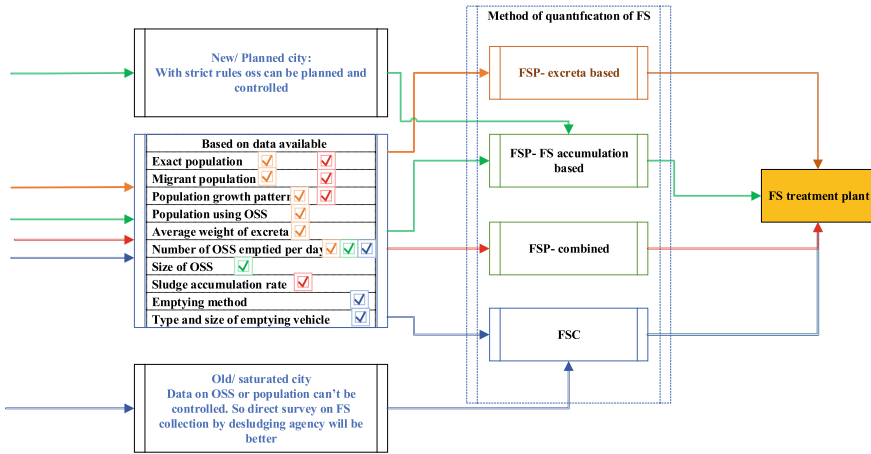 Method of quantification of FS
New/ Planned city:
With strict rules oss can be planned and
controlled
FSP- excreta based
Based on data available
Exact population
Migrant population
Population growth pattern
Population using OSS
Average weight of excreta
Number of OSS emptied per day
Size of OSS
Sludge accumulation rate
Emptying method
Type and size of emptying vehicle
FSP- FS accumulation
based
FS treatment plant
FSP- combined
FSC
Old/ saturated city
Data on OSS or population can't be
controlled. So direct survey on FS
collection by desludging agency will be
better